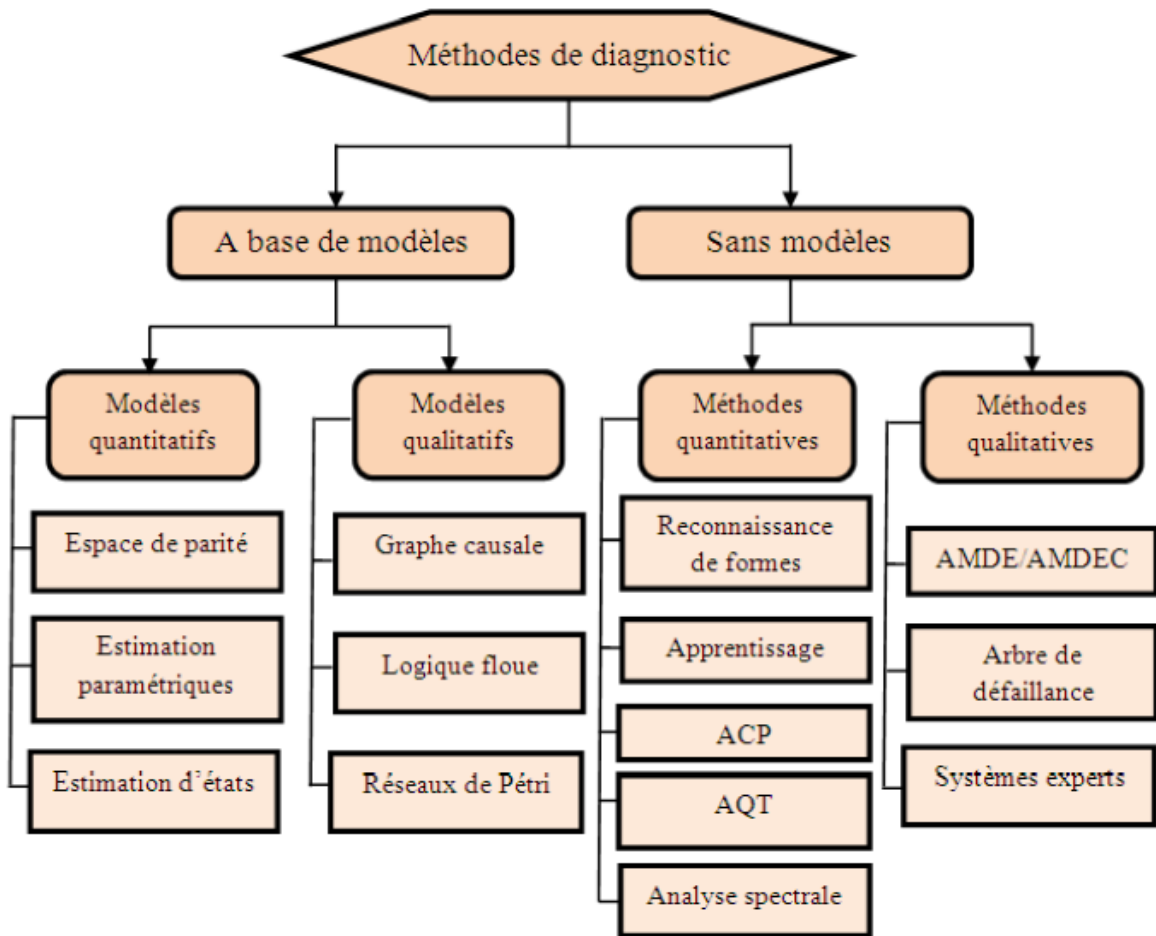 Méthodes de diagnostic
A base de modèles
Sans modèles
Modèles
quantitatifs
Modèles
qualitatifs
Méthodes
quantitatives
Méthodes
qualitatives
Espace de parité
Estimation
paramétriques
Estimation d'états
Graphe causale
Logique floue
Réseaux de Pétri
Reconnaissance
de formes
Apprentissage
ACP
AQT
Analyse spectrale
AMDE/AMDEC
Arbre de
défaillance
Systèmes experts